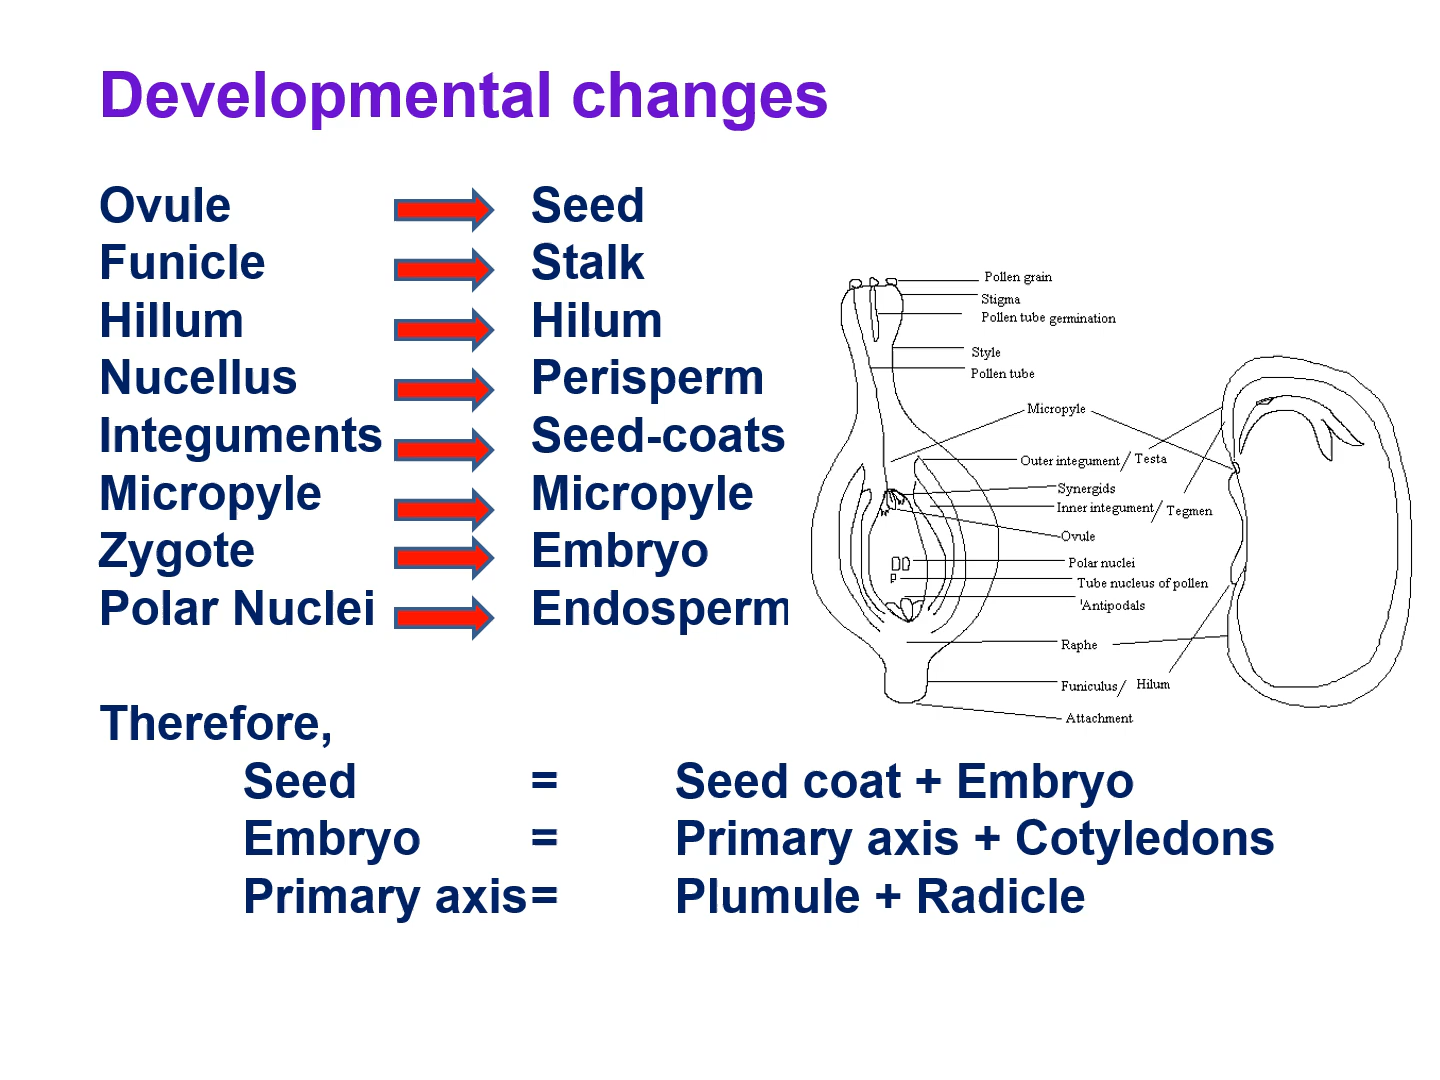 Developmental changes
Ovule Seed
Funicle Stalk
Hillum Hilum
Nucellus Perisperm
Integuments Seed-coats
Micropyle Micropyle
Zygote Embryo
Polar Nuclei Endosperm
Therefore,
Seed = Seed coat + Embryo
Embryo = Primary axis + Cotyledons
Primary axis = Plumule + Radicle
Pollen grain
Stigma
Pollen tube germination
Style
Pollen tube
Micropyle
Outer integument / Testa
Synergids
Inner integument / Tegmen
Ovule
Polar nuclei
Tube nucleus of pollen
'Antipodals
Raphe
Funiculus / Hilum
Attachment